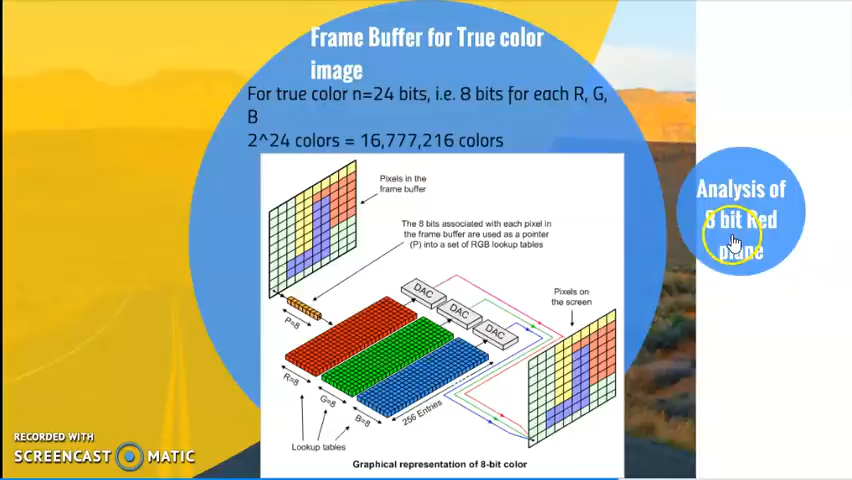 Frame Buffer for True color
image
For true color n=24 bits, i.e. 8 bits for each R, G,
B
2^24 colors = 16,777,216 colors
Pixels in the
frame buffer
The 8 bits associated with each pixel in
the frame buffer are used as a pointer
(P) into a set of RGB lookup tables
P=8
DAC
DAC
DAC
Pixels on
the screen
R=8
G=8
B=8
256 Entries
Lookup tables
Graphical representation of 8-bit color
Analysis of
8 bit Red
plane
RECORDED WITH
SCREENCAST MATIC